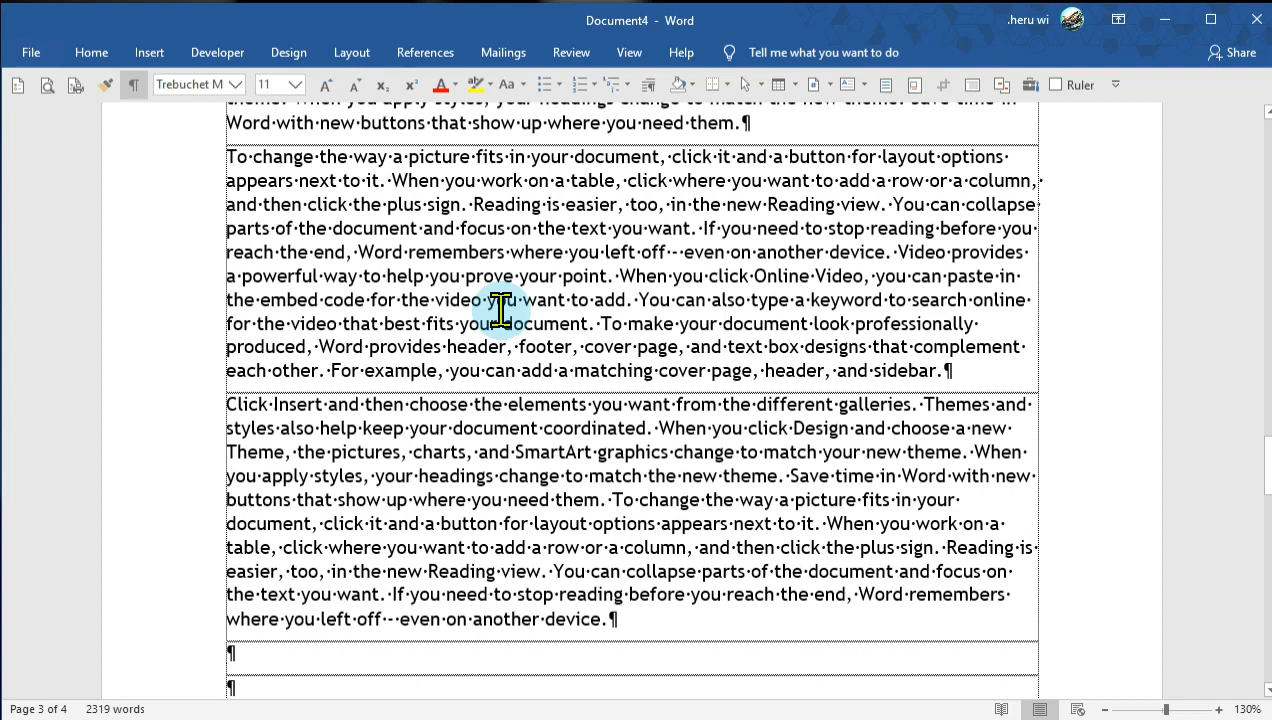 Document4 - Word
.heru wi
File Home Insert Developer Design Layout References Mailings Review View Help Tell me what you want to do Share
Trebuchet M 11 Aa Ruler
theme. When you apply styles, your headings change to match the new theme. Save time in
Word with new buttons that show up where you need them.¶
To change the way a picture fits in your document, click it and a button for layout options
appears next to it. When you work on a table, click where you want to add a row or a column,
and then click the plus sign. Reading is easier, too, in the new Reading view. You can collapse
parts of the document and focus on the text you want. If you need to stop reading before you
reach the end, Word remembers where you left off -- even on another device. Video provides
a powerful way to help you prove your point. When you click Online Video, you can paste in
the embed code for the video you want to add. You can also type a keyword to search online
for the video that best fits your document. To make your document look professionally
produced, Word provides header, footer, cover page, and text box designs that complement
each other. For example, you can add a matching cover page, header, and sidebar.¶
Click Insert and then choose the elements you want from the different galleries. Themes and
styles also help keep your document coordinated. When you click Design and choose a new
Theme, the pictures, charts, and SmartArt graphics change to match your new theme. When
you apply styles, your headings change to match the new theme. Save time in Word with new
buttons that show up where you need them. To change the way a picture fits in your
document, click it and a button for layout options appears next to it. When you work on a
table, click where you want to add a row or a column, and then click the plus sign. Reading is
easier, too, in the new Reading view. You can collapse parts of the document and focus on
the text you want. If you need to stop reading before you reach the end, Word remembers
where you left off -- even on another device.¶
¶
¶
Page 3 of 4 2319 words 130%